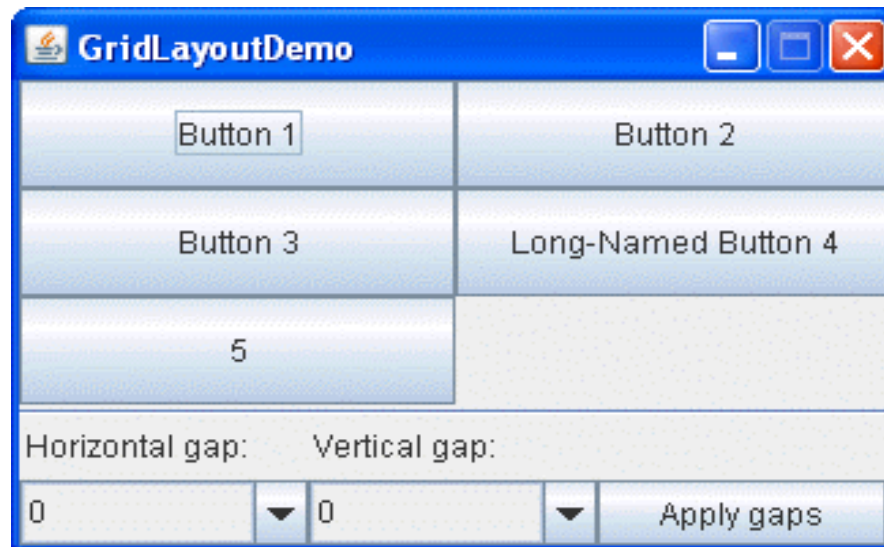 GridLayoutDemo
Button 1 Button 2
Button 3 Long-Named Button 4
5
Horizontal gap: Vertical gap:
0 0 Apply gaps